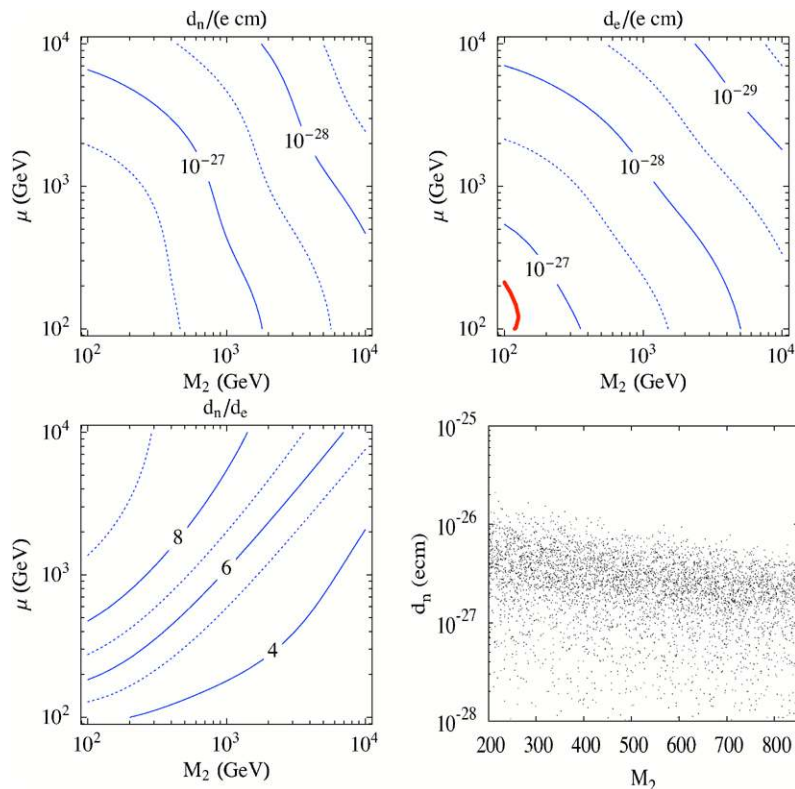 d_n/(e cm)
10^4
10^3
10^2
μ (GeV)
10^-27
10^-28
10^2 10^3 10^4
M_2 (GeV)
d_e/(e cm)
10^4
10^3
10^2
μ (GeV)
10^-29
10^-28
10^-27
10^2 10^3 10^4
M_2 (GeV)
d_n/d_e
10^4
10^3
10^2
μ (GeV)
8
6
4
10^2 10^3 10^4
M_2 (GeV)
10^-25
10^-26
10^-27
10^-28
d_n (ecm)
200 300 400 500 600 700 800
M_2